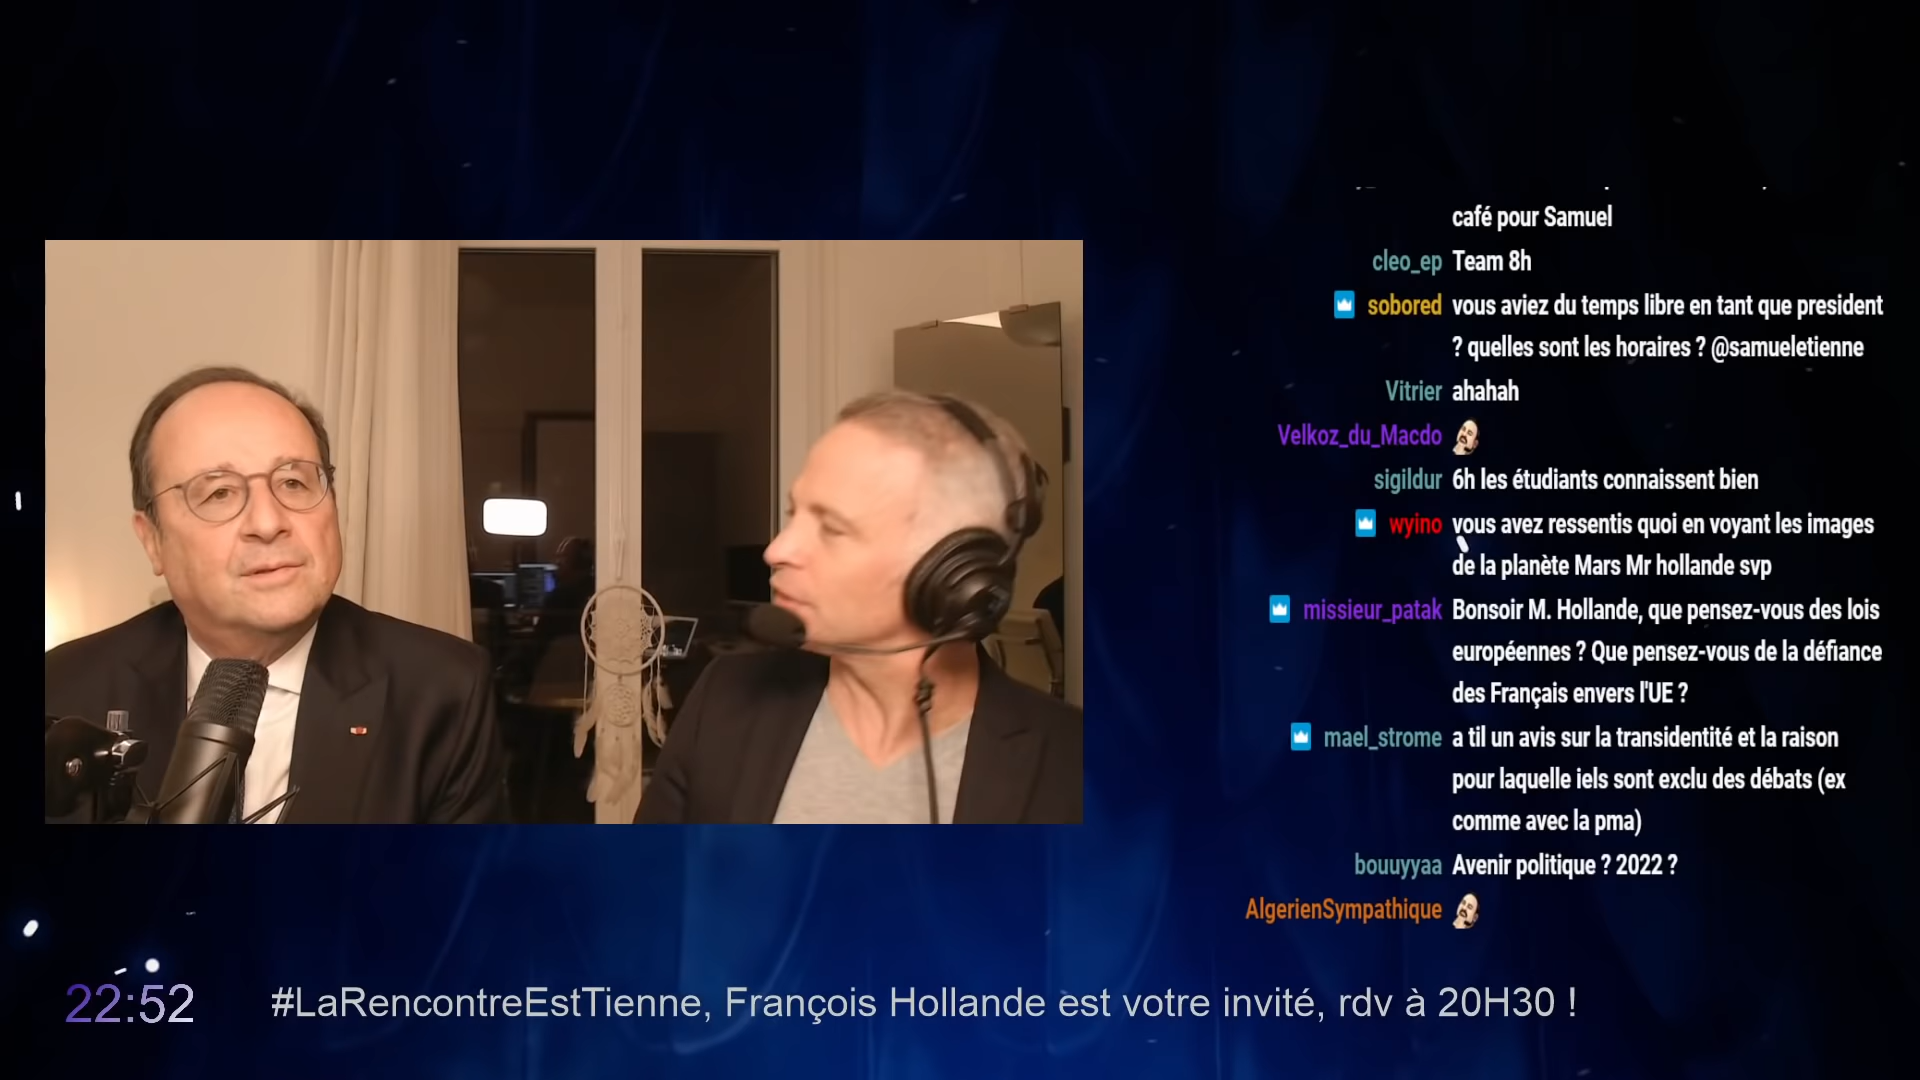 café pour Samuel
cleo_ep Team 8h
sobored vous aviez du temps libre en tant que president
? quelles sont les horaires ? @samueletienne
Vitrier ahahah
Velkoz_du_Macdo
sigildur 6h les étudiants connaissent bien
wyino vous avez ressentis quoi en voyant les images
de la planète Mars Mr hollande svp
missieur_patak Bonsoir M. Hollande, que pensez-vous des lois
européennes ? Que pensez-vous de la défiance
des Français envers l'UE ?
mael_strome a til un avis sur la transidentité et la raison
pour laquelle iels sont exclu des débats (ex
comme avec la pma)
bouuyyaa Avenir politique ? 2022 ?
AlgerienSympathique
22:52 #LaRencontreEstTienne, François Hollande est votre invité, rdv à 20H30 !